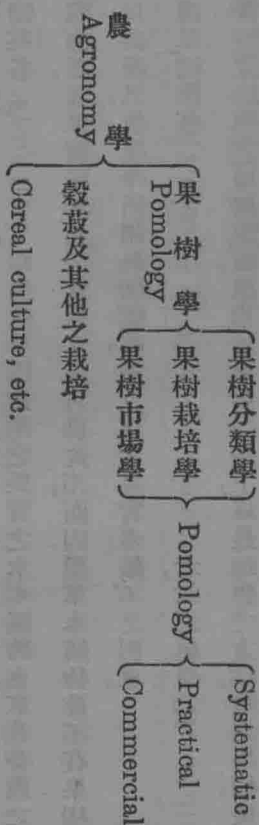 農學
Agronomy
果樹學
Pomology
果樹分類學
果樹栽培學
果樹市場學
Pomology
Systematic
Practical
Commercial
穀菽及其他之栽培
Cereal culture, etc.